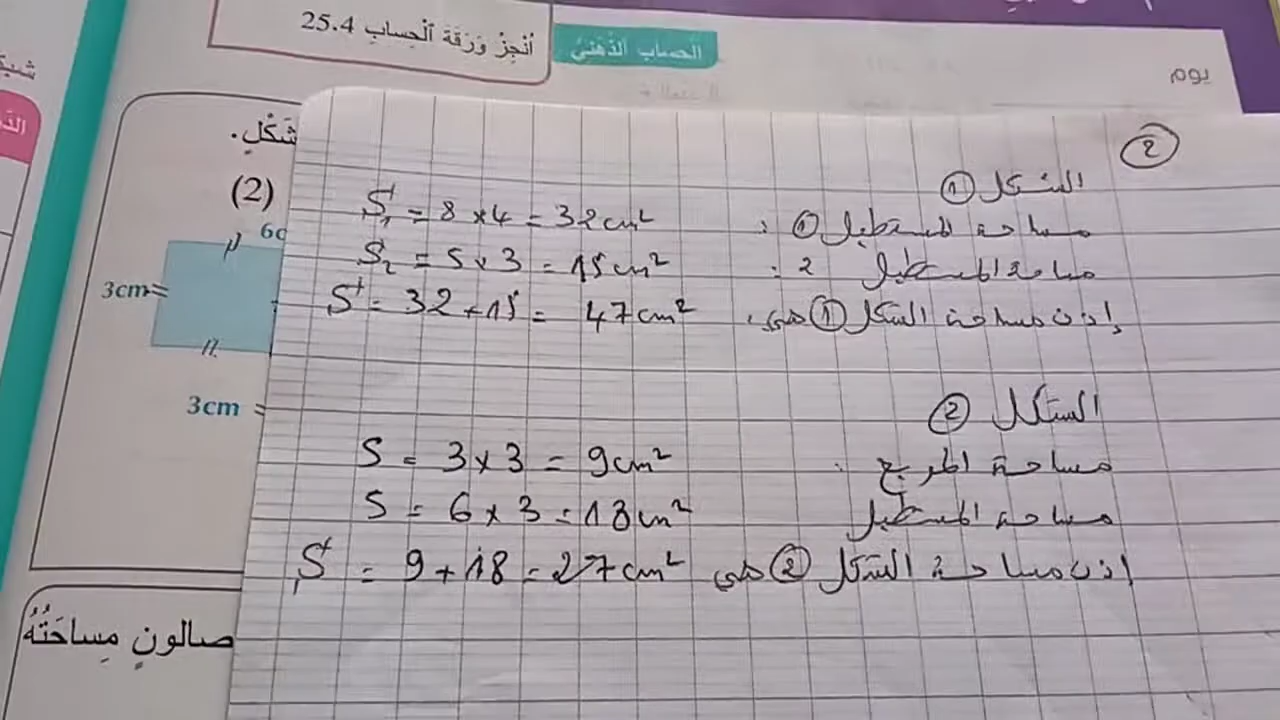 يوم
الحساب الذهني
أنجز ورقة الحساب 25.4
شكل.
(2)
3cm
3cm
صالون مساحته
2
الشكل 1
مساحة المستطيل 1 : S1 = 8 x 4 = 32 cm²
مساحة المستطيل 2 : S2 = 5 x 3 = 15 cm²
إذن مساحة الشكل 1 هي: S = 32 + 15 = 47 cm²
الشكل 2
مساحة المربع : S = 3 x 3 = 9 cm²
مساحة المستطيل S = 6 x 3 = 18 cm²
إذن مساحة الشكل 2 هي S = 9 + 18 = 27 cm²